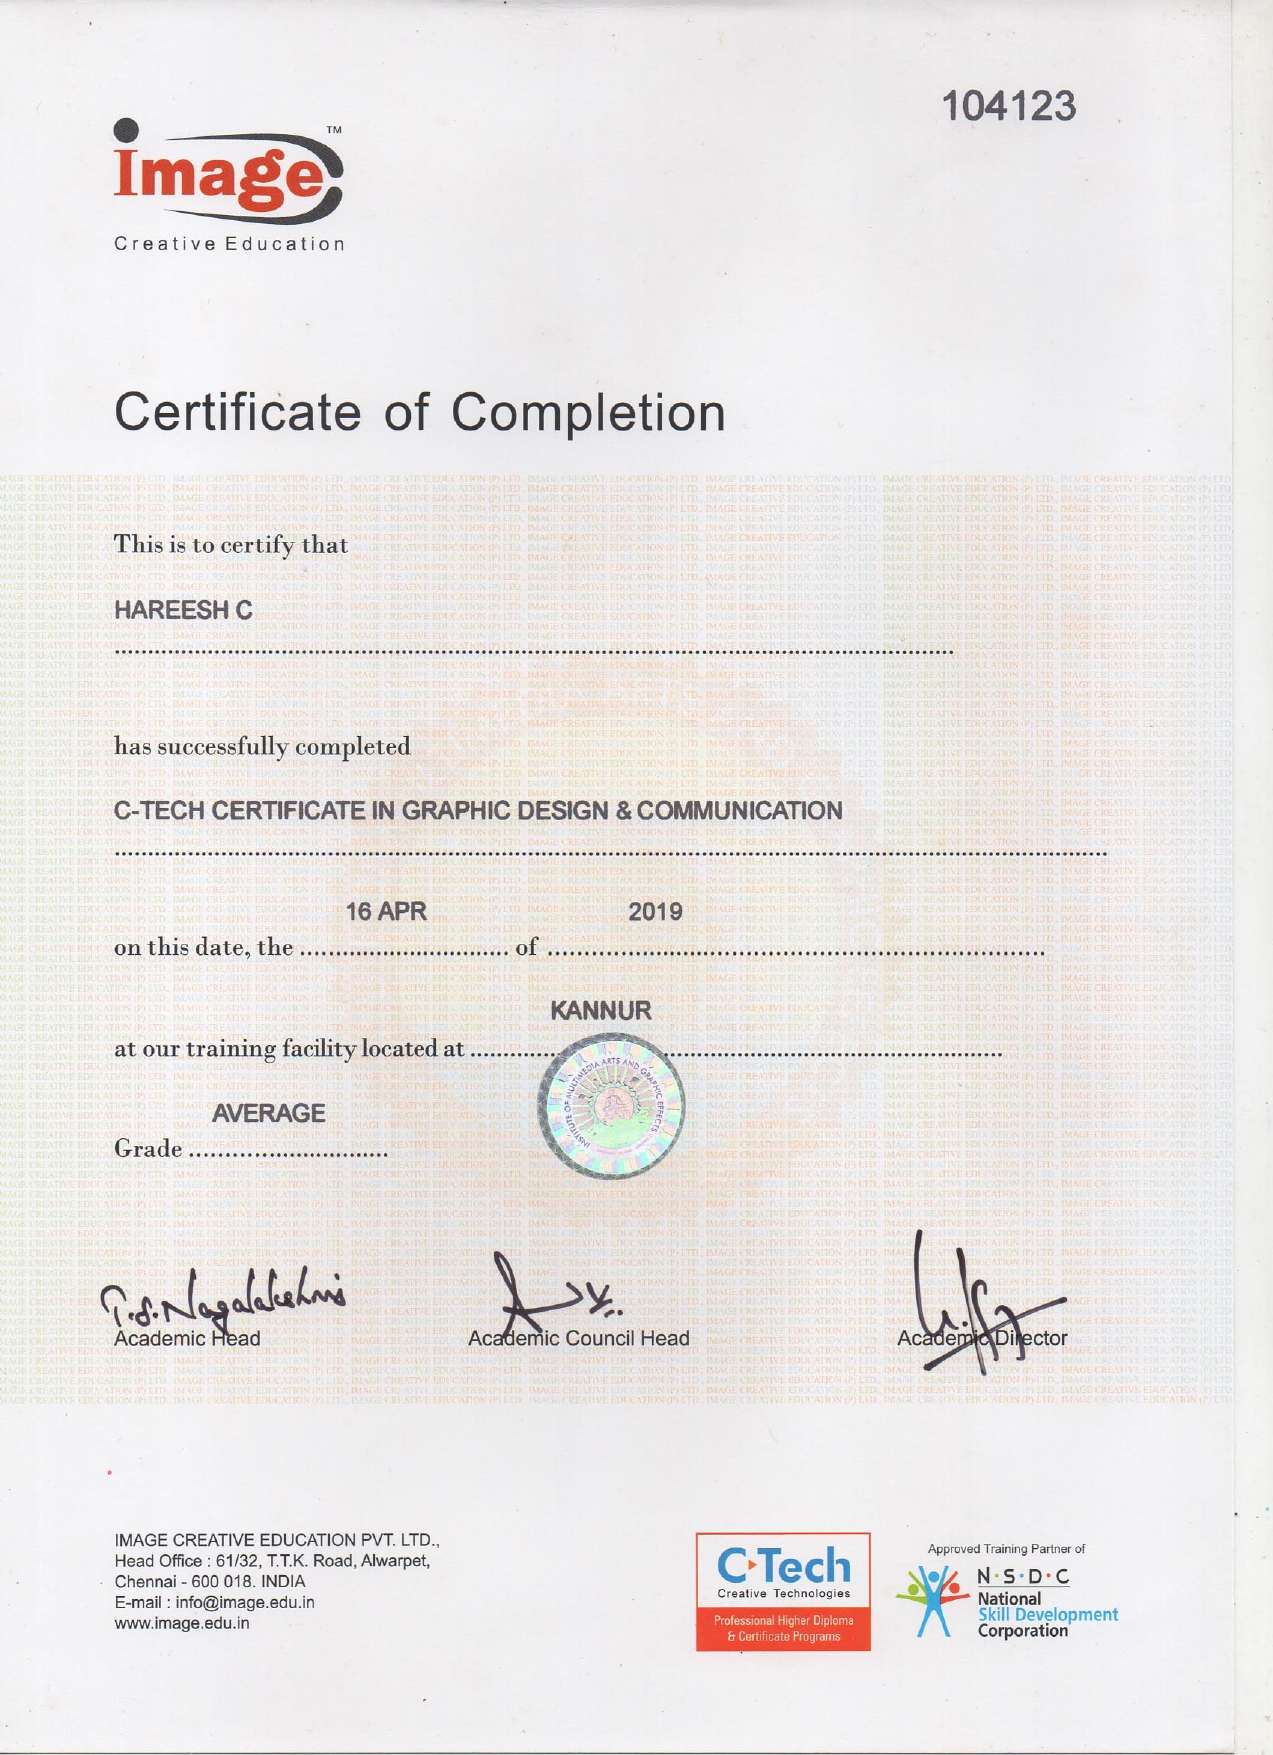 104123
Image
TM
Creative Education
Certificate of Completion
This is to certify that
HAREESH C
has successfully completed
C-TECH CERTIFICATE IN GRAPHIC DESIGN & COMMUNICATION
16 APR 2019
on this date, the ............................. of .....................................................................
KANNUR
at our training facility located at .........................................................................
INSTITUTE OF MULTIMEDIA ARTS AND GRAPHIC EFFECTS
AVERAGE
Grade ............................
T.S. Nagalakshmi
Academic Head Academic Council Head Academic Director
IMAGE CREATIVE EDUCATION PVT. LTD.,
Head Office : 61/32, T.T.K. Road, Alwarpet,
Chennai - 600 018. INDIA
E-mail : info@image.edu.in
www.image.edu.in
C Tech
Creative Technologies
Professional Higher Diploma
& Certificate Programs
Approved Training Partner of
N·S·D·C
National
Skill Development
Corporation